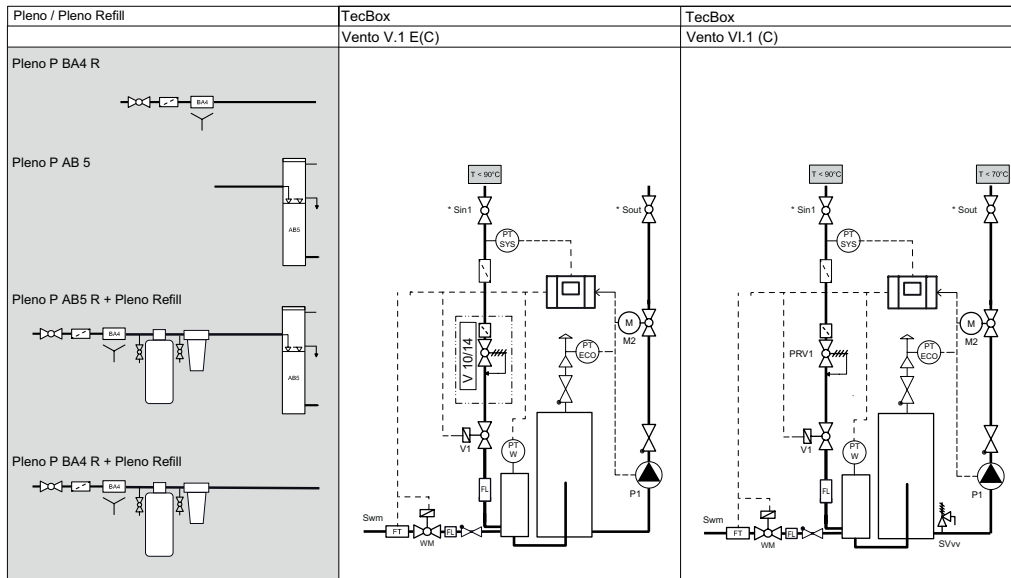 Pleno / Pleno Refill
TecBox
TecBox
Vento V.1 E(C)
Vento VI.1 (C)
Pleno P BA4 R
BA4
Pleno P AB 5
AB5
Pleno P AB5 R + Pleno Refill
BA4
AB5
Pleno P BA4 R + Pleno Refill
BA4
T < 90°C
* Sin1
* Sout
PT
SYS
M
M2
V 10/14
PT
ECO
V1
PT
W
P1
FL
Swm
FT
WM
FL
T < 90°C
T < 70°C
* Sin1
* Sout
PT
SYS
M
M2
PRV1
PT
ECO
V1
PT
W
P1
FL
Swm
FT
WM
FL
SVvv